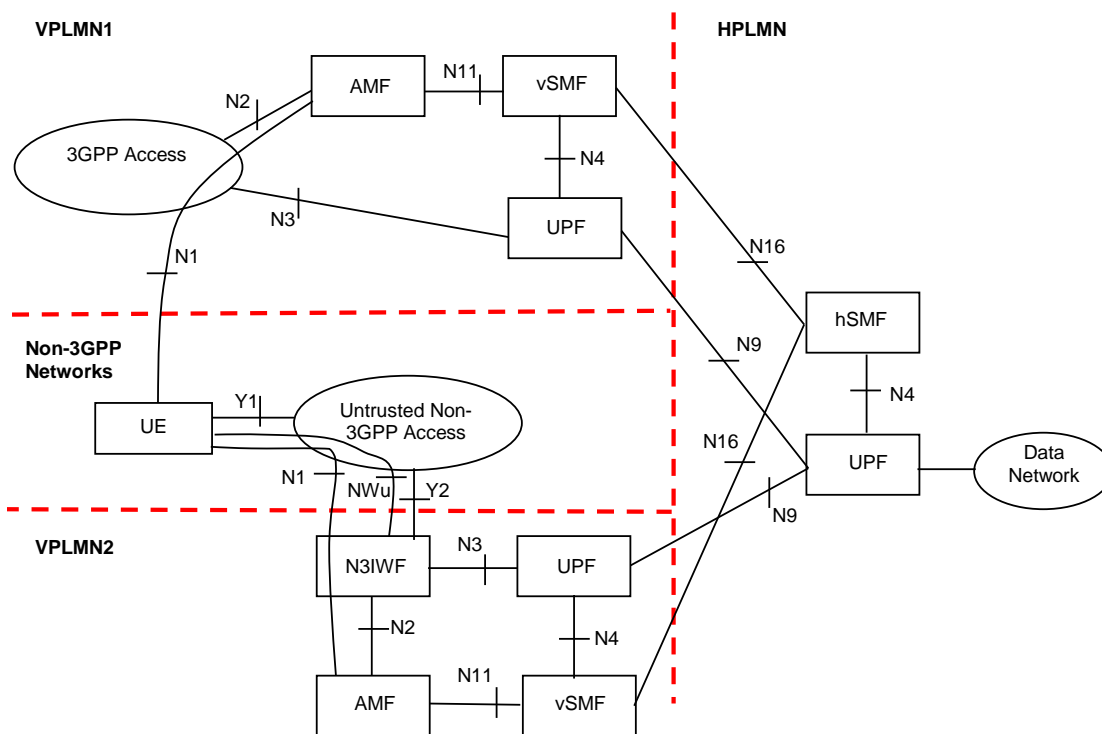 VPLMN1
HPLMN
AMF
N11
vSMF
N2
3GPP Access
N4
N3
UPF
N1
N16
hSMF
Non-3GPP
Networks
N9
N4
Y1
Untrusted Non-
3GPP Access
UE
N16
UPF
Data
Network
N1
NWu
Y2
N9
VPLMN2
N3
N3IWF
UPF
N2
N4
N11
AMF
vSMF